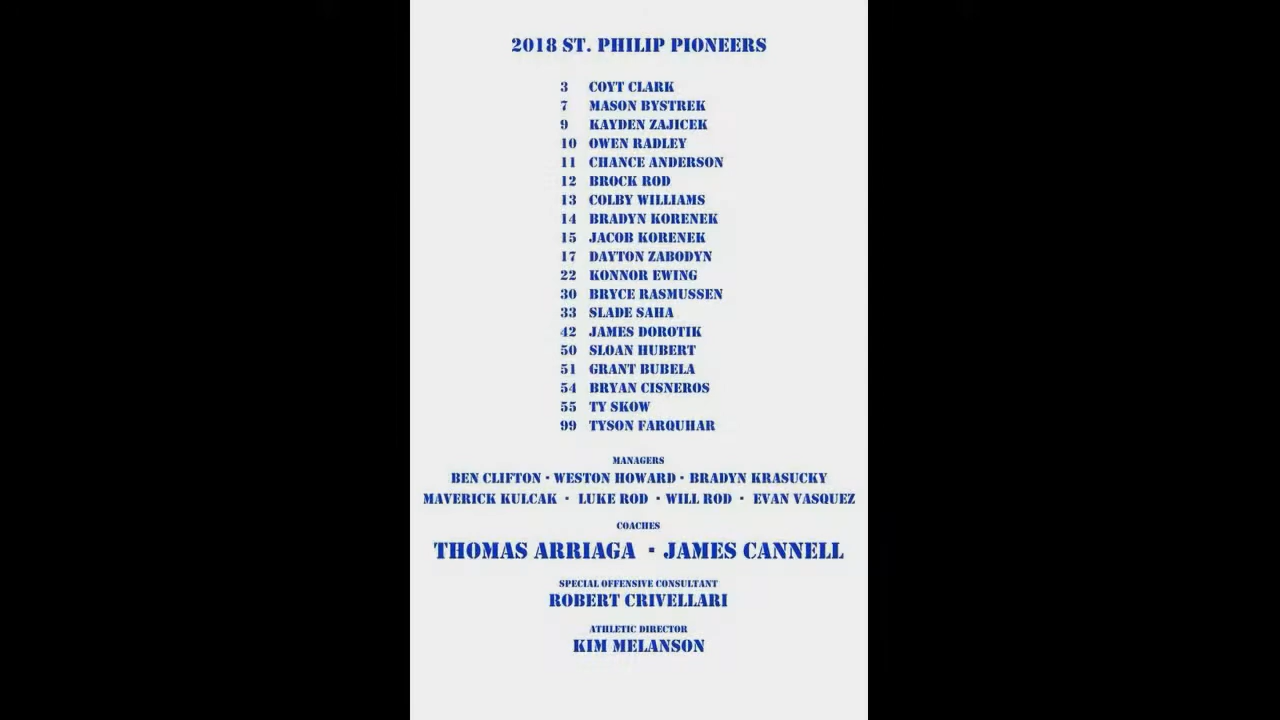 2018 ST. PHILIP PIONEERS
3 COYT CLARK
7 MASON BYSTREK
9 KAYDEN ZAJICEK
10 OWEN RADLEY
11 CHANCE ANDERSON
12 BROCK ROD
13 COLBY WILLIAMS
14 BRADYN KORENEK
15 JACOB KORENEK
17 DAYTON ZABODYN
22 KONNOR EWING
30 BRYCE RASMUSSEN
33 SLADE SAHA
42 JAMES DOROTIK
50 SLOAN HUBERT
51 GRANT BUBELA
54 BRYAN CISNEROS
55 TY SKOW
99 TYSON FARQUHAR
MANAGERS
BEN CLIFTON · WESTON HOWARD · BRADYN KRASUCKY
MAVERICK KULCAK · LUKE ROD · WILL ROD · EVAN VASQUEZ
COACHES
THOMAS ARRIAGA · JAMES CANNELL
SPECIAL OFFENSIVE CONSULTANT
ROBERT CRIVELLARI
ATHLETIC DIRECTOR
KIM MELANSON